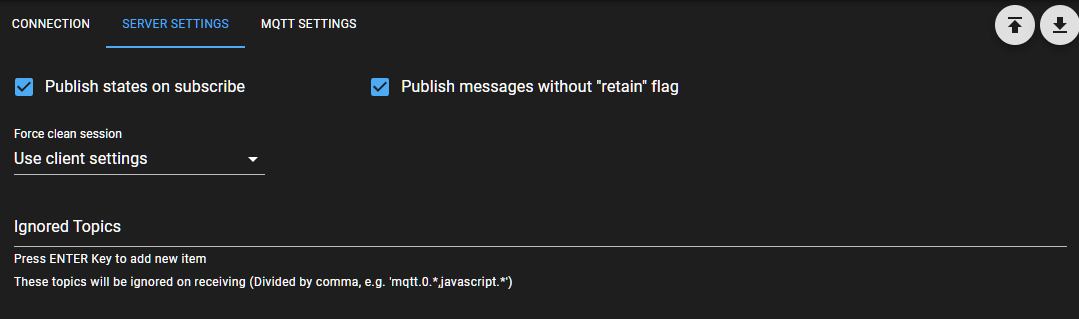 CONNECTION SERVER SETTINGS MQTT SETTINGS
Publish states on subscribe Publish messages without "retain" flag
Force clean session
Use client settings
Ignored Topics
Press ENTER Key to add new item
These topics will be ignored on receiving (Divided by comma, e.g. 'mqtt.0.*,javascript.*')